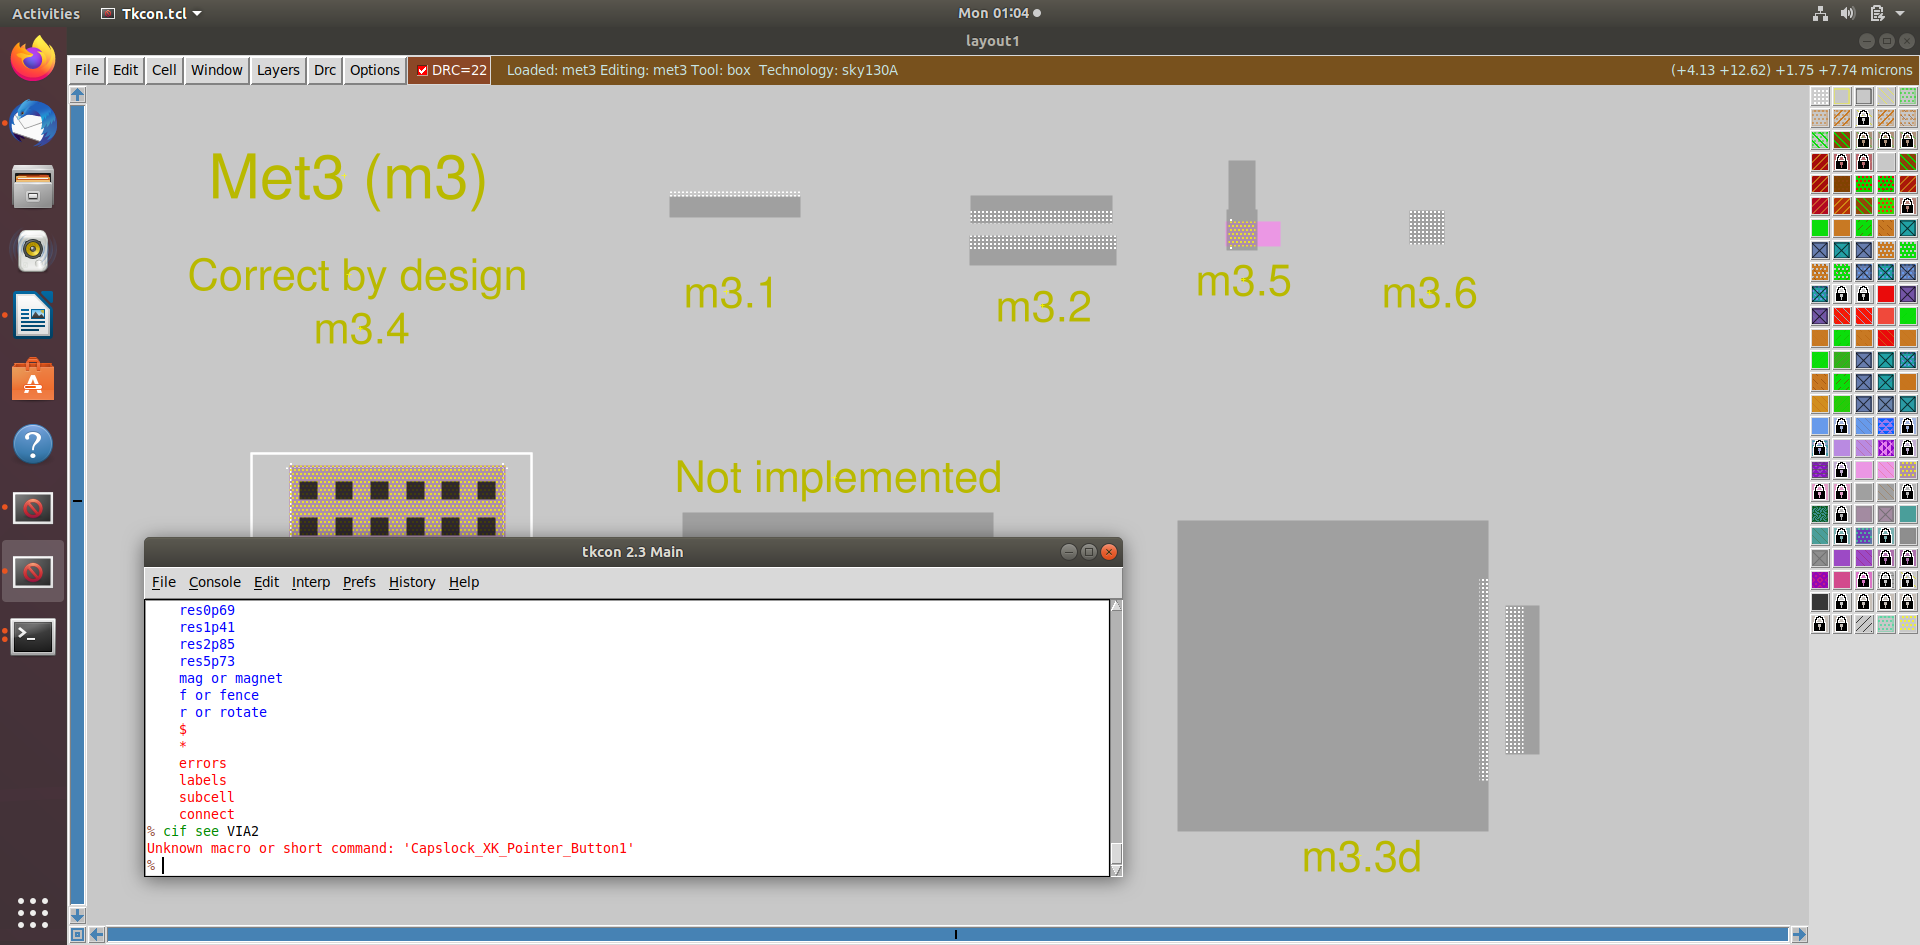 Activities
Tkcon.tcl
Mon 01:04
layout1
File Edit Cell Window Layers Drc Options DRC=22 Loaded: met3 Editing: met3 Tool: box Technology: sky130A (+4.13 +12.62) +1.75 +7.74 microns
Met3 (m3)
Correct by design
m3.4
m3.1
m3.2
m3.5
m3.6
Not implemented
m3.3d
tkcon 2.3 Main
File Console Edit Interp Prefs History Help
res0p69
res1p41
res2p85
res5p73
mag or magnet
f or fence
r or rotate
$
*
errors
labels
subcell
connect
% cif see VIA2
Unknown macro or short command: 'Capslock_XK_Pointer_Button1'
%